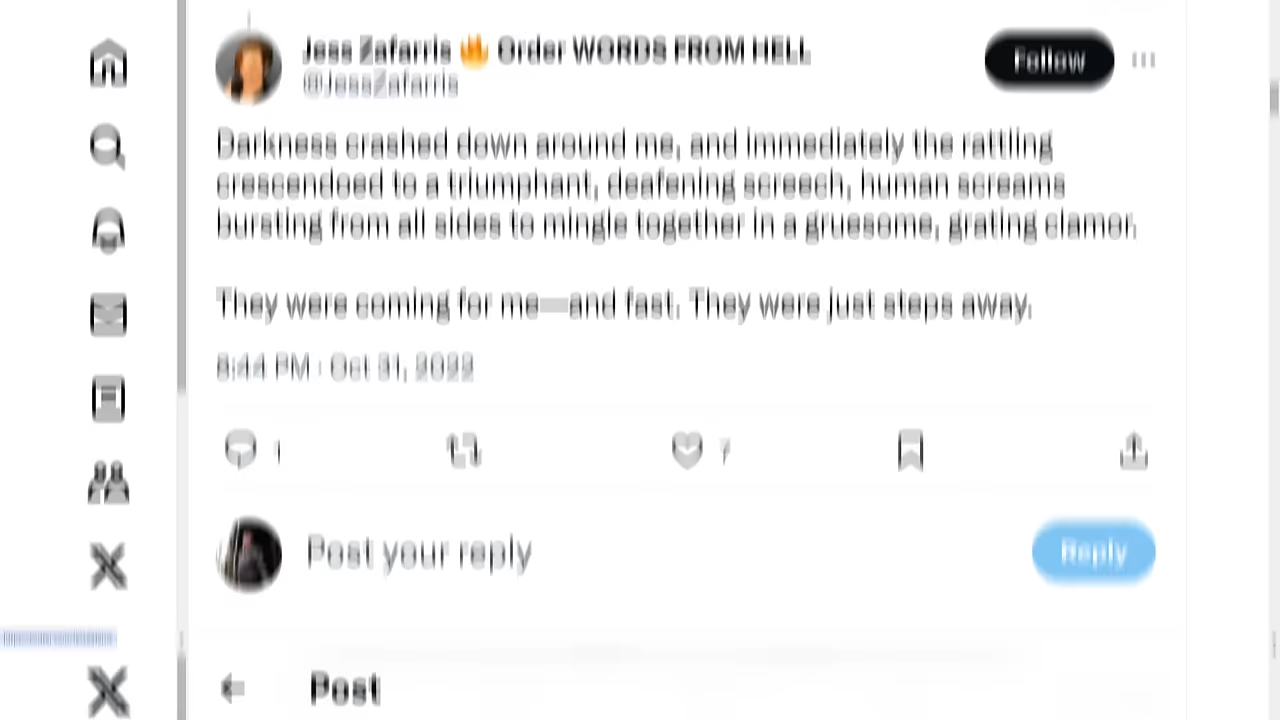 Jess Zafarris 🔥 Order WORDS FROM HELL
@JessZafarris
Follow
Darkness crashed down around me, and immediately the rattling
crescendoed to a triumphant, deafening screech, human screams
bursting from all sides to mingle together in a gruesome, grating clamor.
They were coming for me—and fast. They were just steps away.
8:44 PM · Oct 31, 2022
1
7
Post your reply
Reply
Post